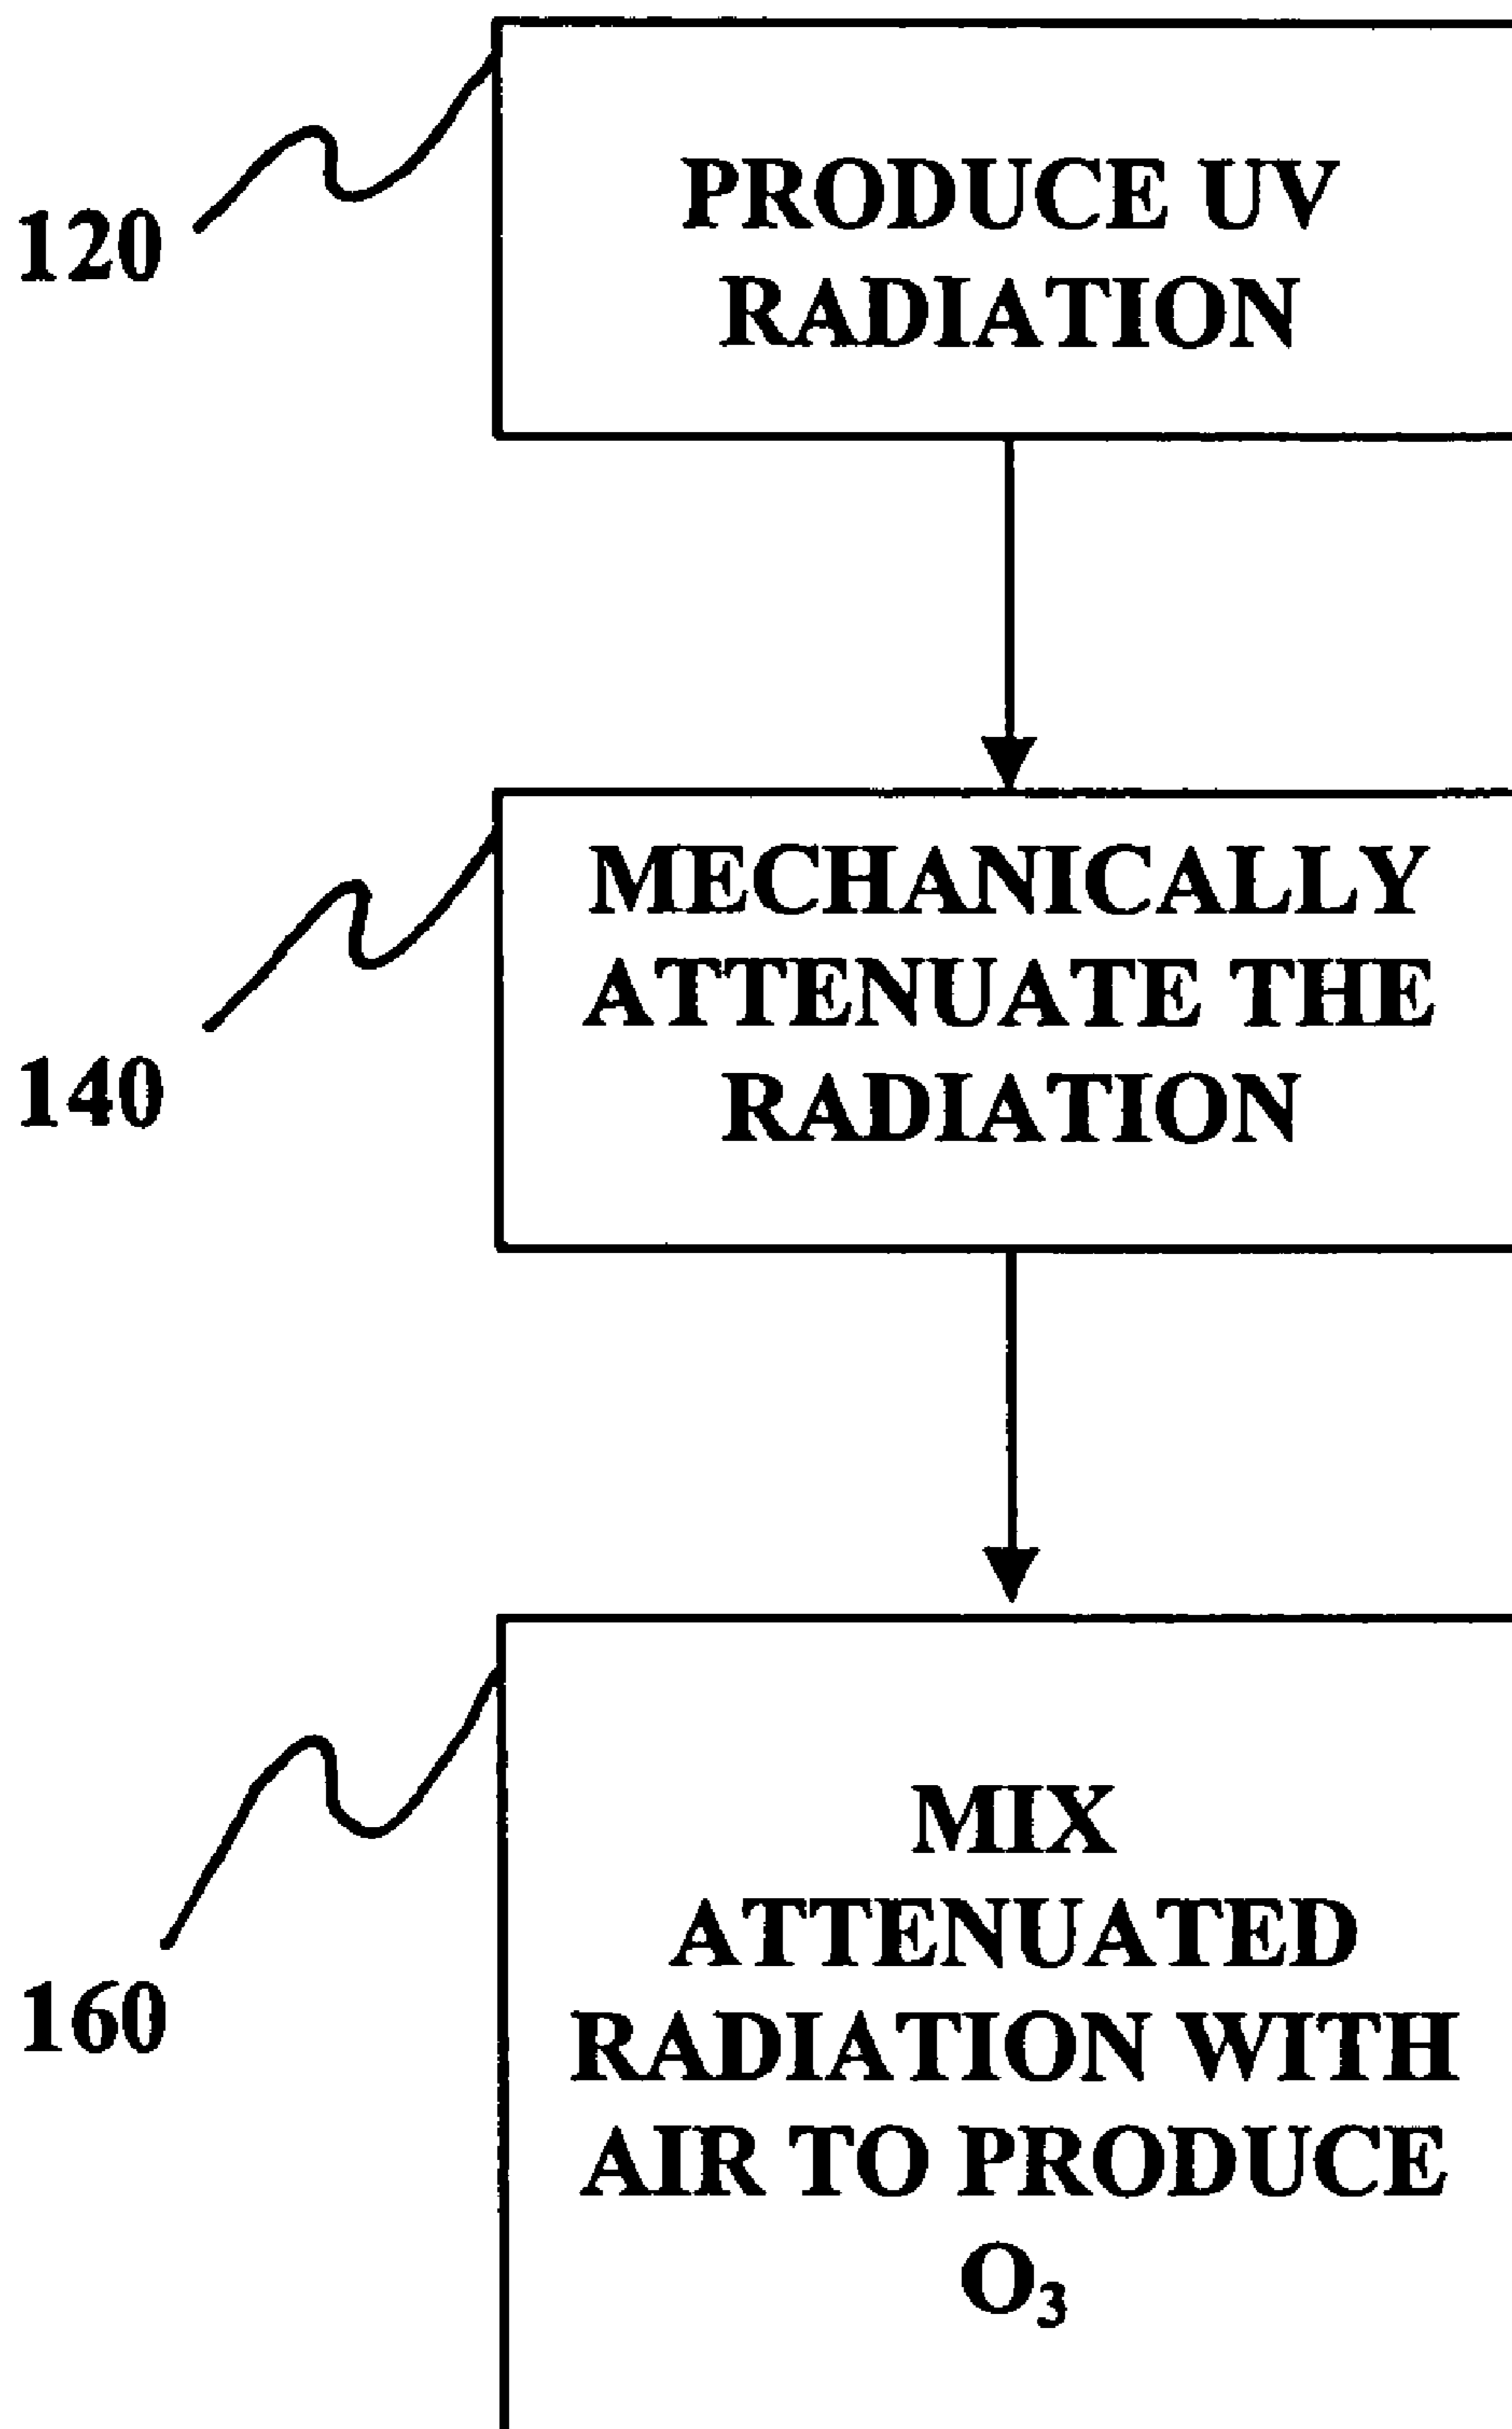 120
PRODUCE UV
RADIATION
140
MECHANICALLY
ATTENUATE THE
RADIATION
160
MIX
ATTENUATED
RADIATION WITH
AIR TO PRODUCE
O₃